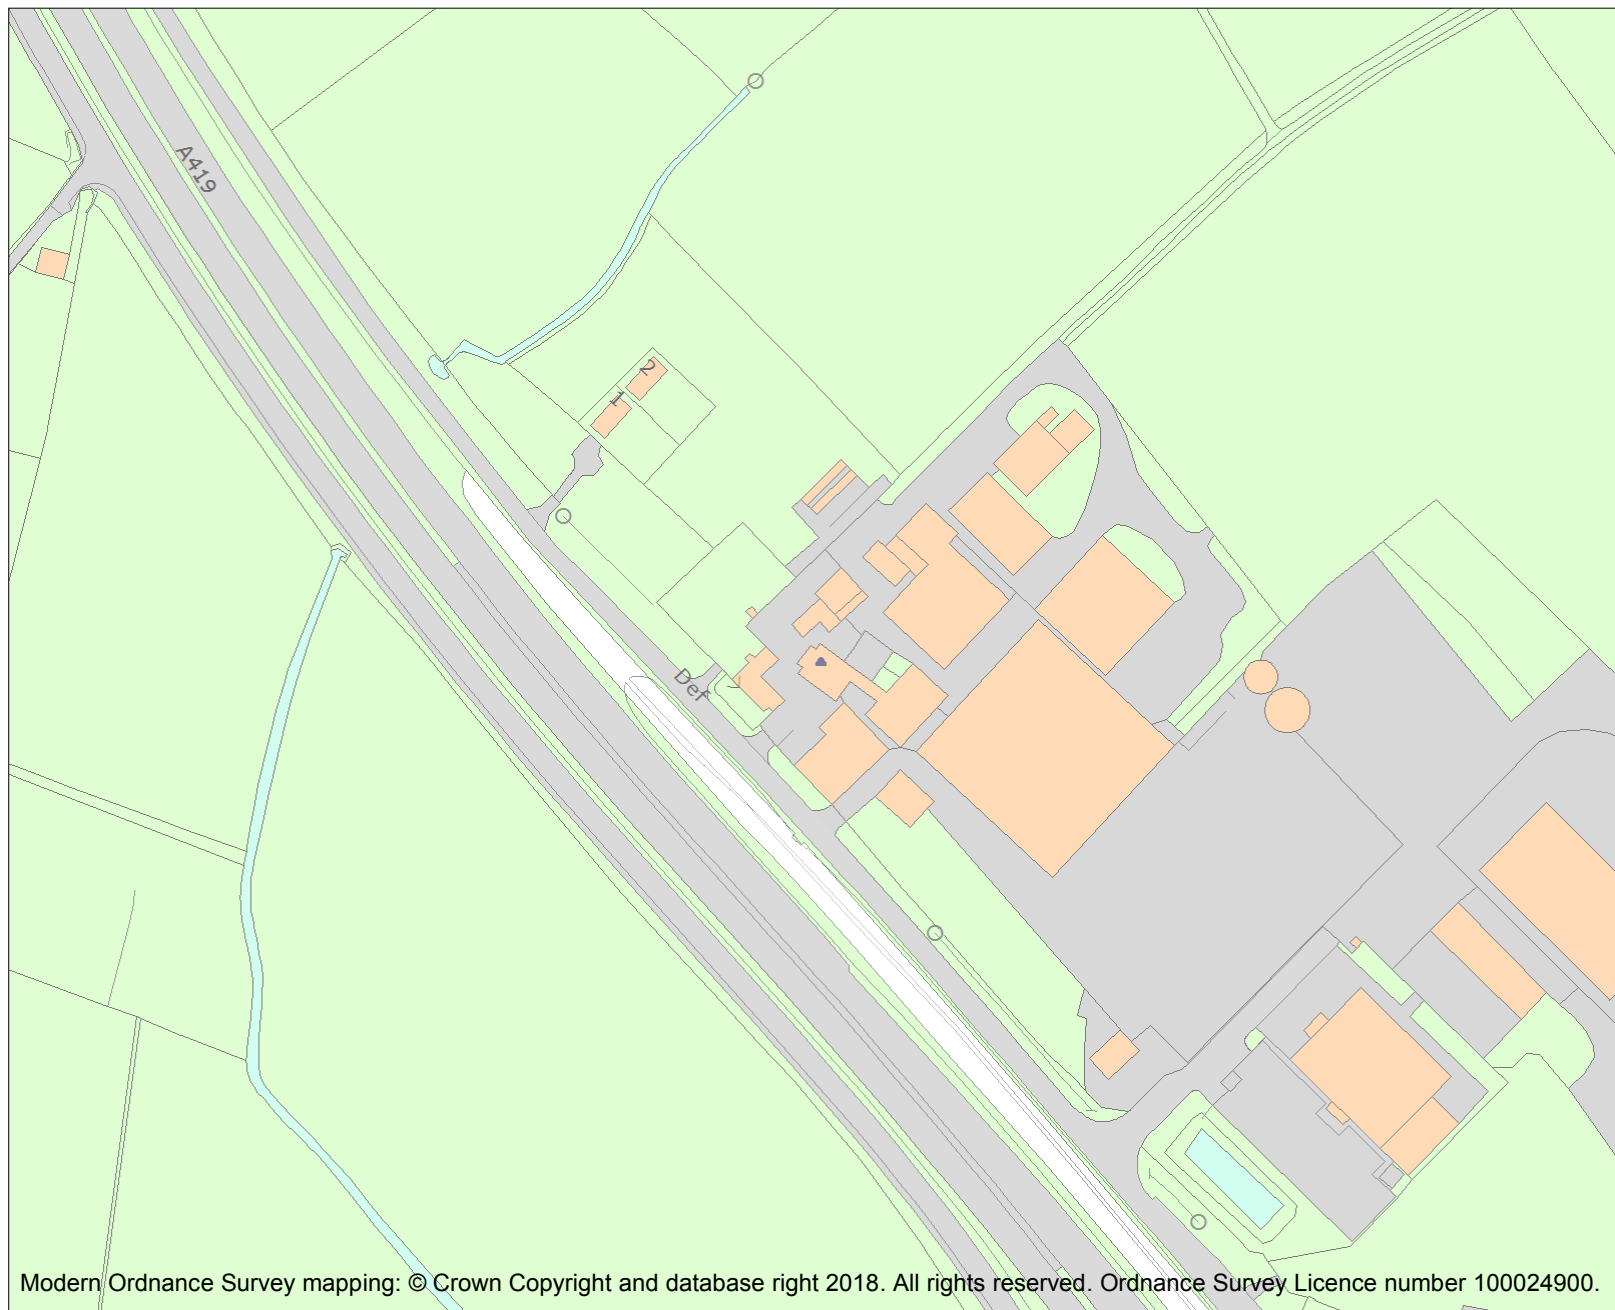 A419
2
1
Def
Modern Ordnance Survey mapping: © Crown Copyright and database right 2018. All rights reserved. Ordnance Survey Licence number 100024900.